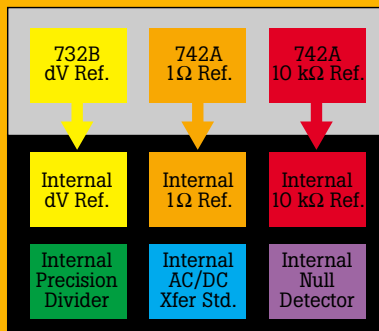 732B
dV Ref.
742A
1Ω Ref.
742A
10 kΩ Ref.
Internal
dV Ref.
Internal
1Ω Ref.
Internal
10 kΩ Ref.
Internal
Precision
Divider
Internal
AC/DC
Xfer Std.
Internal
Null
Detector